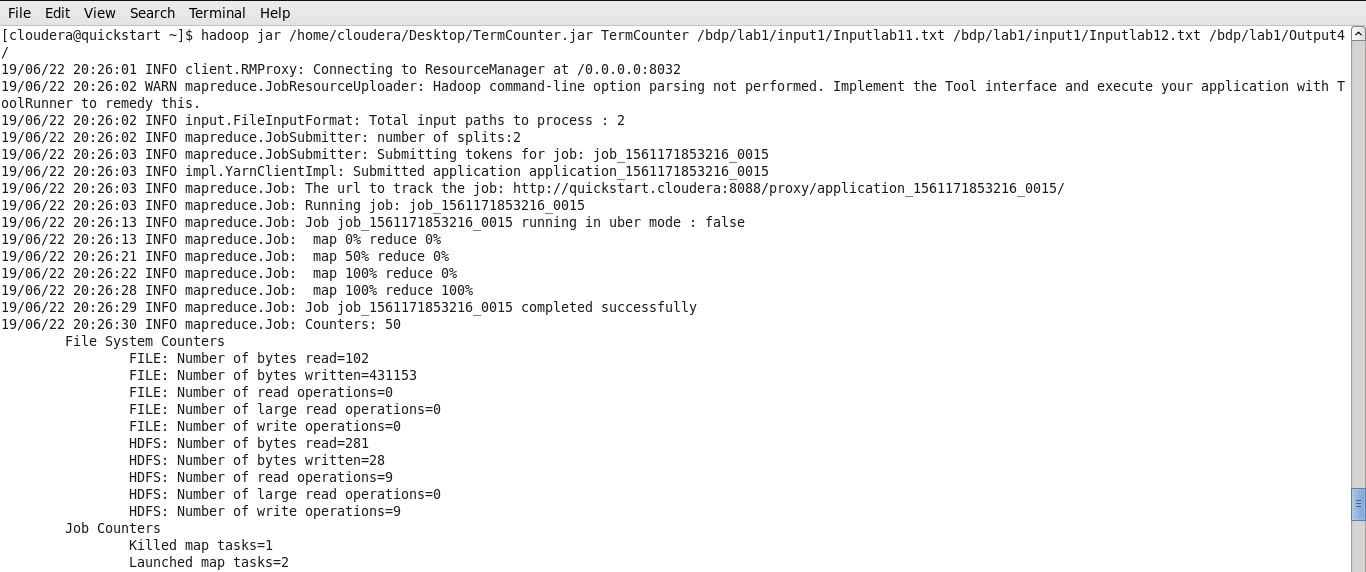 File Edit View Search Terminal Help
[cloudera@quickstart ~]$ hadoop jar /home/cloudera/Desktop/TermCounter.jar TermCounter /bdp/lab1/input1/Inputlab11.txt /bdp/lab1/input1/Inputlab12.txt /bdp/lab1/Output4
/
19/06/22 20:26:01 INFO client.RMProxy: Connecting to ResourceManager at /0.0.0.0:8032
19/06/22 20:26:02 WARN mapreduce.JobResourceUploader: Hadoop command-line option parsing not performed. Implement the Tool interface and execute your application with T
oolRunner to remedy this.
19/06/22 20:26:02 INFO input.FileInputFormat: Total input paths to process : 2
19/06/22 20:26:02 INFO mapreduce.JobSubmitter: number of splits:2
19/06/22 20:26:03 INFO mapreduce.JobSubmitter: Submitting tokens for job: job_1561171853216_0015
19/06/22 20:26:03 INFO impl.YarnClientImpl: Submitted application application_1561171853216_0015
19/06/22 20:26:03 INFO mapreduce.Job: The url to track the job: http://quickstart.cloudera:8088/proxy/application_1561171853216_0015/
19/06/22 20:26:03 INFO mapreduce.Job: Running job: job_1561171853216_0015
19/06/22 20:26:13 INFO mapreduce.Job: Job job_1561171853216_0015 running in uber mode : false
19/06/22 20:26:13 INFO mapreduce.Job:  map 0% reduce 0%
19/06/22 20:26:21 INFO mapreduce.Job:  map 50% reduce 0%
19/06/22 20:26:22 INFO mapreduce.Job:  map 100% reduce 0%
19/06/22 20:26:28 INFO mapreduce.Job:  map 100% reduce 100%
19/06/22 20:26:29 INFO mapreduce.Job: Job job_1561171853216_0015 completed successfully
19/06/22 20:26:30 INFO mapreduce.Job: Counters: 50
File System Counters
FILE: Number of bytes read=102
FILE: Number of bytes written=431153
FILE: Number of read operations=0
FILE: Number of large read operations=0
FILE: Number of write operations=0
HDFS: Number of bytes read=281
HDFS: Number of bytes written=28
HDFS: Number of read operations=9
HDFS: Number of large read operations=0
HDFS: Number of write operations=9
Job Counters
Killed map tasks=1
Launched map tasks=2